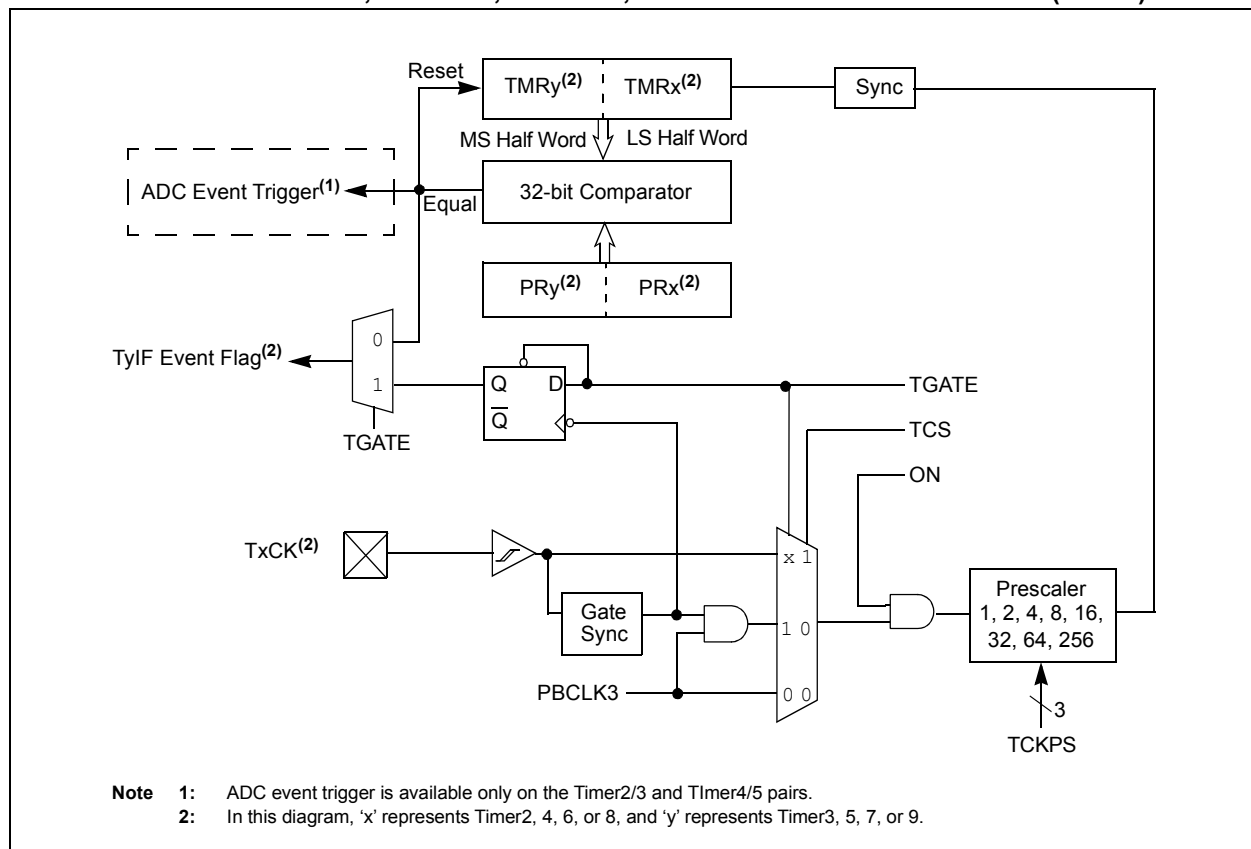 Reset
TMRy(2)
TMRx(2)
Sync
MS Half Word
LS Half Word
ADC Event Trigger(1)
Equal
32-bit Comparator
PRy(2)
PRx(2)
TyIF Event Flag(2)
0
1
TGATE
Q
D
Q
TGATE
TCS
ON
TxCK(2)
x 1
Gate
Sync
1 0
PBCLK3
0 0
Prescaler
1, 2, 4, 8, 16,
32, 64, 256
3
TCKPS
Note 1: ADC event trigger is available only on the Timer2/3 and TImer4/5 pairs.
2: In this diagram, ‘x’ represents Timer2, 4, 6, or 8, and ‘y’ represents Timer3, 5, 7, or 9.